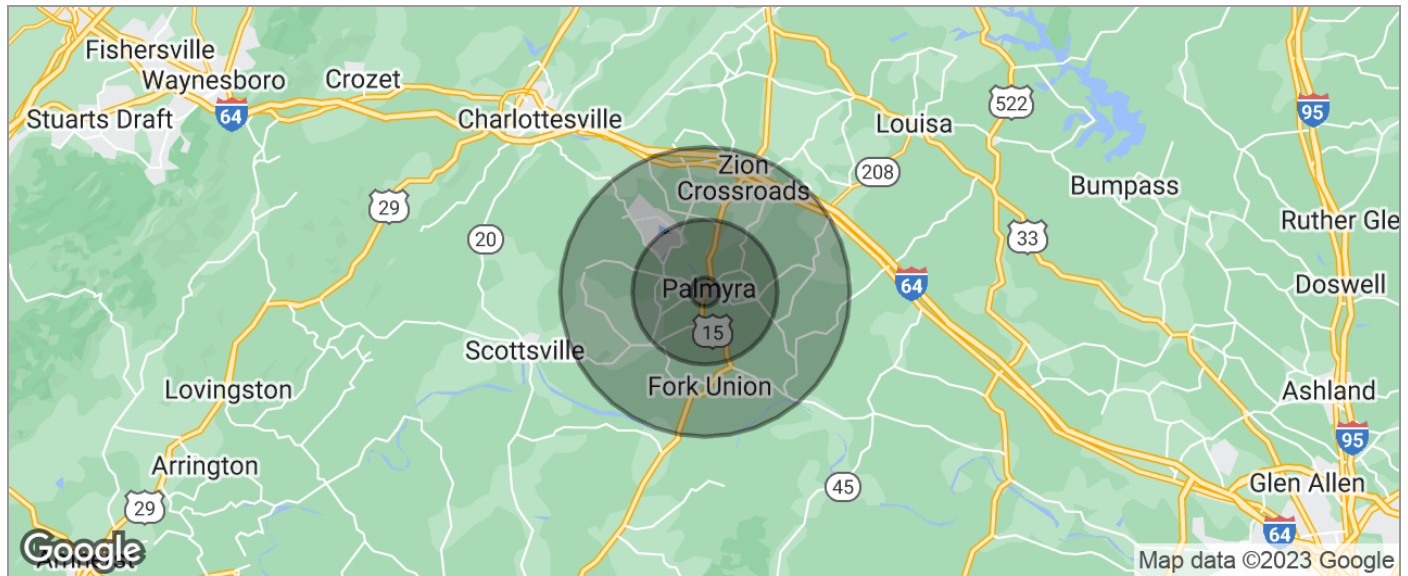 Fishersville
Waynesboro
Crozet
64
Stuarts Draft
Charlottesville
522
95
Louisa
Zion
Crossroads
208
Bumpass
29
20
Ruther Gle
33
Palmyra
64
Doswell
15
Scottsville
Fork Union
Lovingston
Ashland
95
Arrington
45
Glen Allen
29
64
Google
Amherst
Map data ©2023 Google